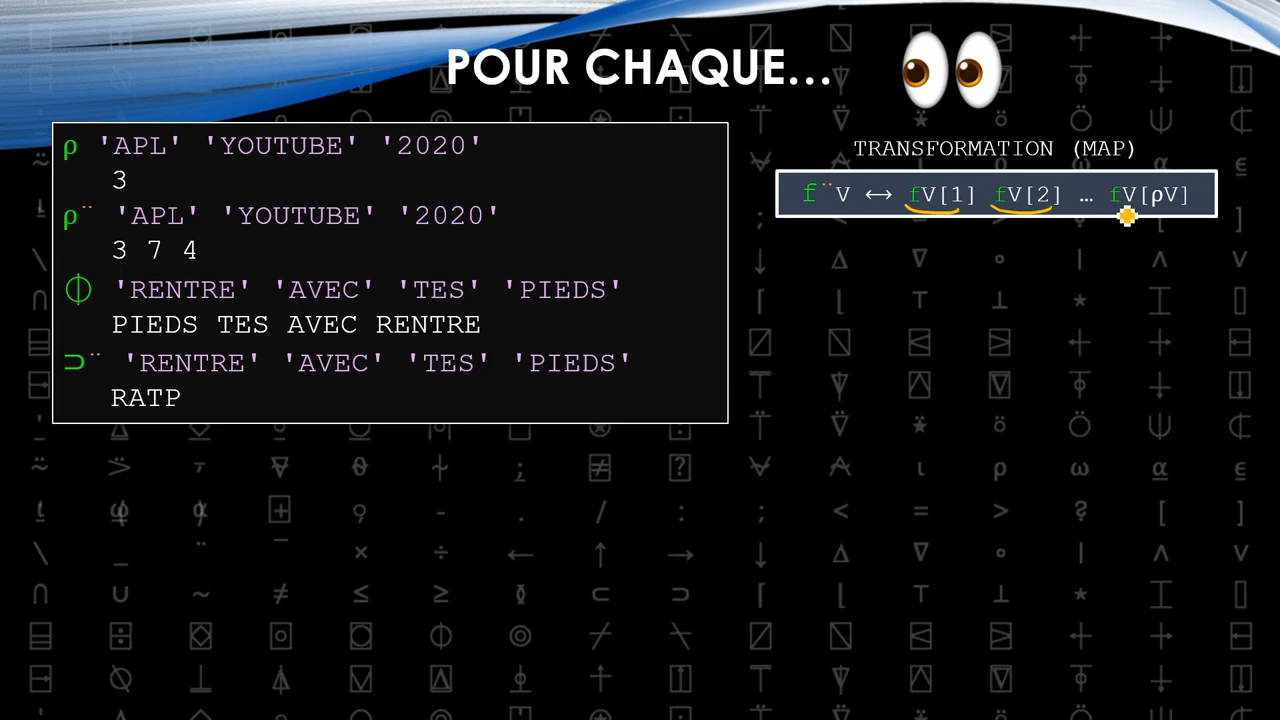 POUR CHAQUE…
⍴ 'APL' 'YOUTUBE' '2020'
3
⍴¨ 'APL' 'YOUTUBE' '2020'
3 7 4
⌽ 'RENTRE' 'AVEC' 'TES' 'PIEDS'
PIEDS TES AVEC RENTRE
⊃¨ 'RENTRE' 'AVEC' 'TES' 'PIEDS'
RATP
TRANSFORMATION (MAP)
f¨V ↔ fV[1] fV[2] … fV[⍴V]